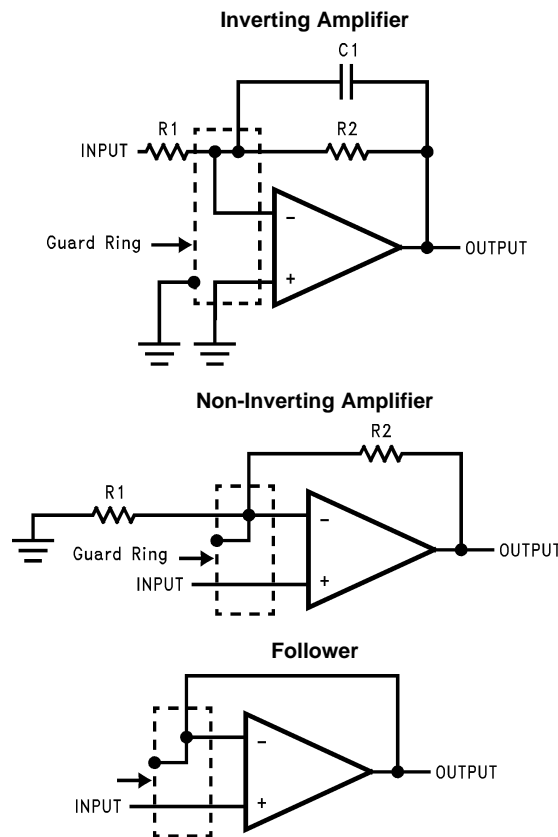 Inverting Amplifier
C1
R1
R2
INPUT
-
Guard Ring
OUTPUT
+
Non-Inverting Amplifier
R2
R1
-
Guard Ring
OUTPUT
INPUT
+
Follower
-
OUTPUT
INPUT
+